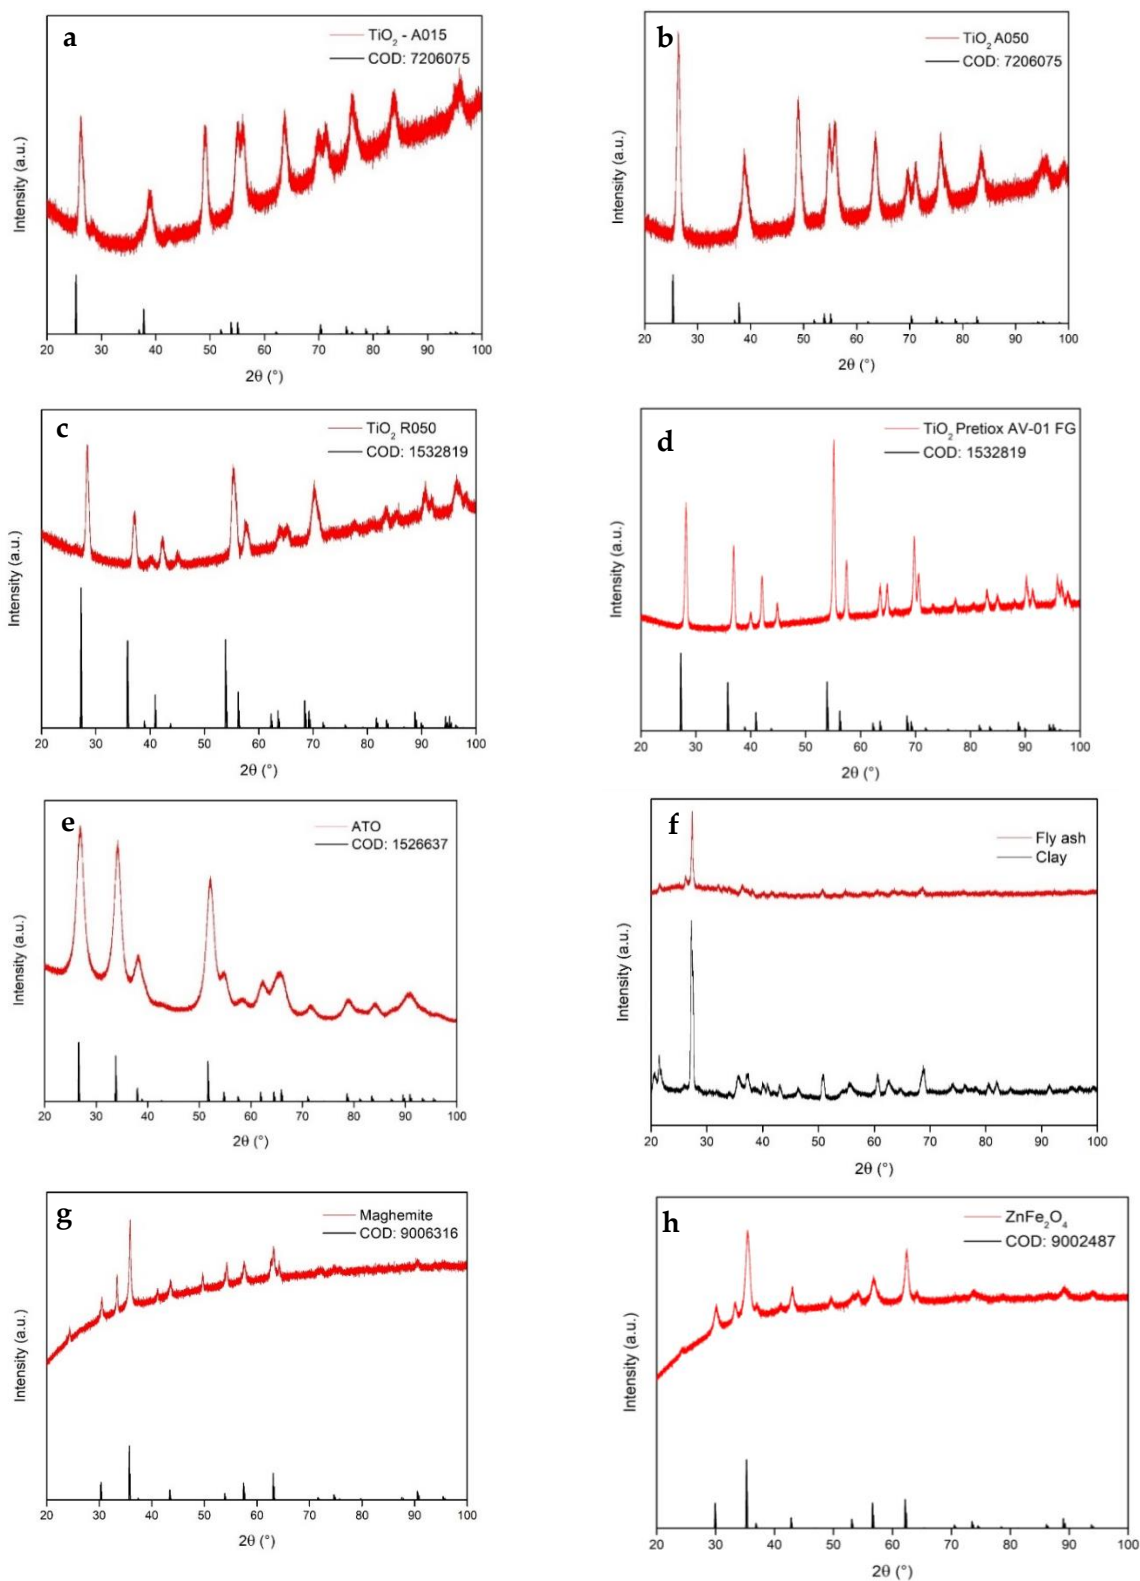 a
TiO₂ - A015
COD: 7206075
Intensity (a.u.)
20 30 40 50 60 70 80 90 100
2θ (°)
b
TiO₂ A050
COD: 7206075
Intensity (a.u.)
20 30 40 50 60 70 80 90 100
2θ (°)
c
TiO₂ R050
COD: 1532819
Intensity (a.u.)
20 30 40 50 60 70 80 90 100
2θ (°)
d
TiO₂ Pretiox AV-01 FG
COD: 1532819
Intensity (a.u.)
20 30 40 50 60 70 80 90 100
2θ (°)
e
ATO
COD: 1526637
Intensity (a.u.)
20 30 40 50 60 70 80 90 100
2θ (°)
f
Fly ash
Clay
Intensity (a.u.)
20 30 40 50 60 70 80 90 100
2θ (°)
g
Maghemite
COD: 9006316
Intensity (a.u.)
20 30 40 50 60 70 80 90 100
2θ (°)
h
ZnFe₂O₄
COD: 9002487
Intensity (a.u.)
20 30 40 50 60 70 80 90 100
2θ (°)